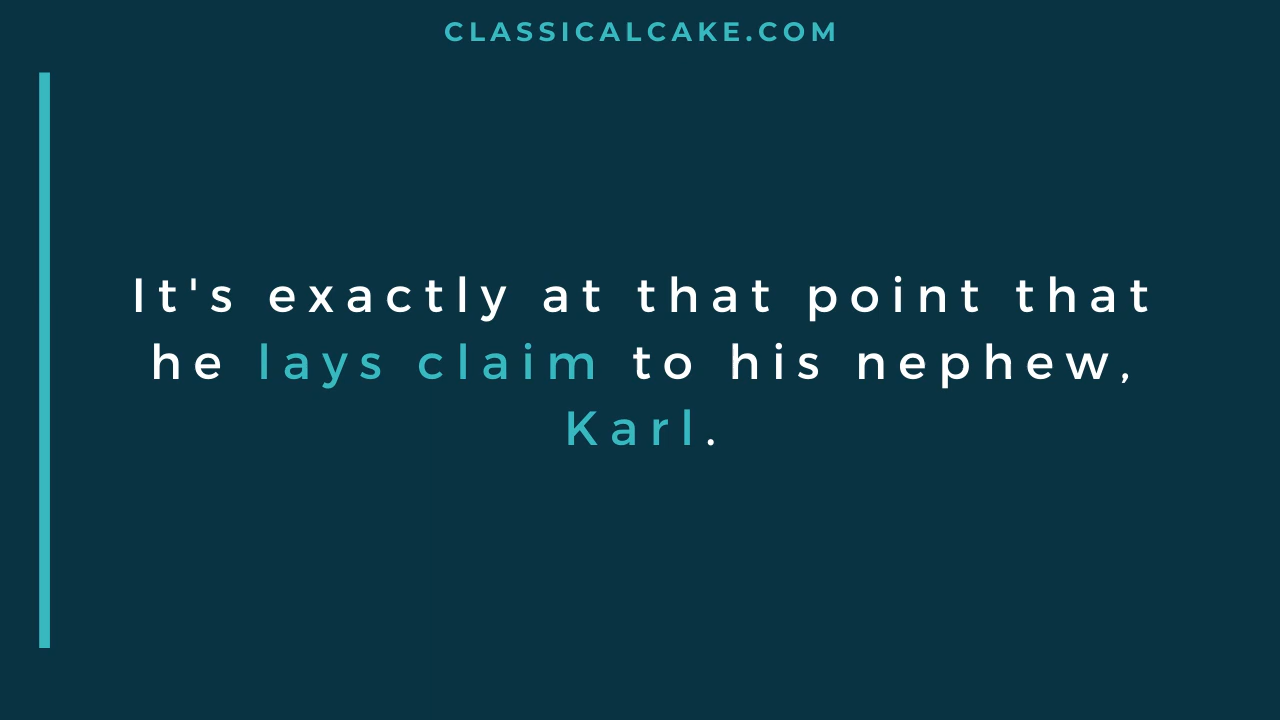 CLASSICALCAKE.COM
It's exactly at that point that
he lays claim to his nephew,
Karl.